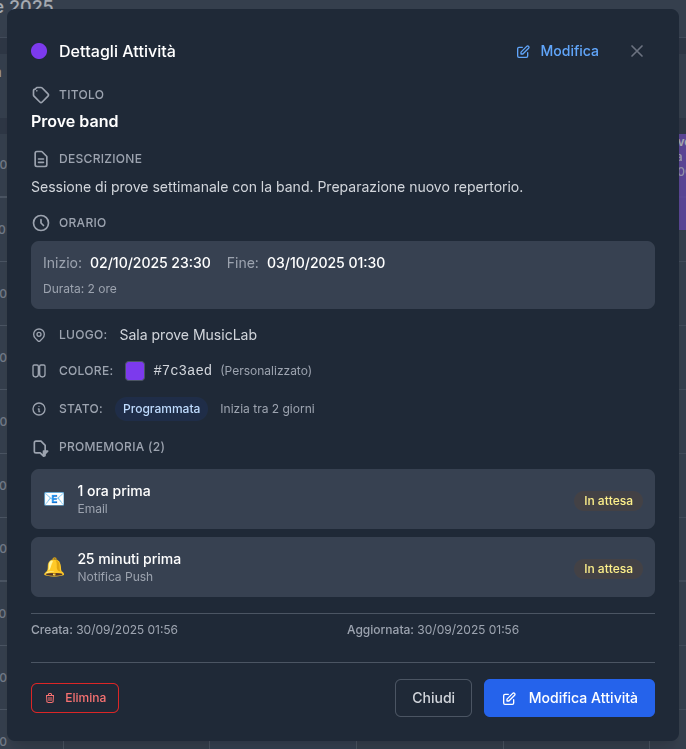 e 2025
Dettagli Attività
Modifica
TITOLO
Prove band
DESCRIZIONE
Sessione di prove settimanale con la band. Preparazione nuovo repertorio.
ORARIO
Inizio: 02/10/2025 23:30 Fine: 03/10/2025 01:30
Durata: 2 ore
LUOGO: Sala prove MusicLab
COLORE: #7c3aed (Personalizzato)
STATO: Programmata Inizia tra 2 giorni
PROMEMORIA (2)
1 ora prima
Email
In attesa
25 minuti prima
Notifica Push
In attesa
Creata: 30/09/2025 01:56 Aggiornata: 30/09/2025 01:56
Elimina
Chiudi
Modifica Attività